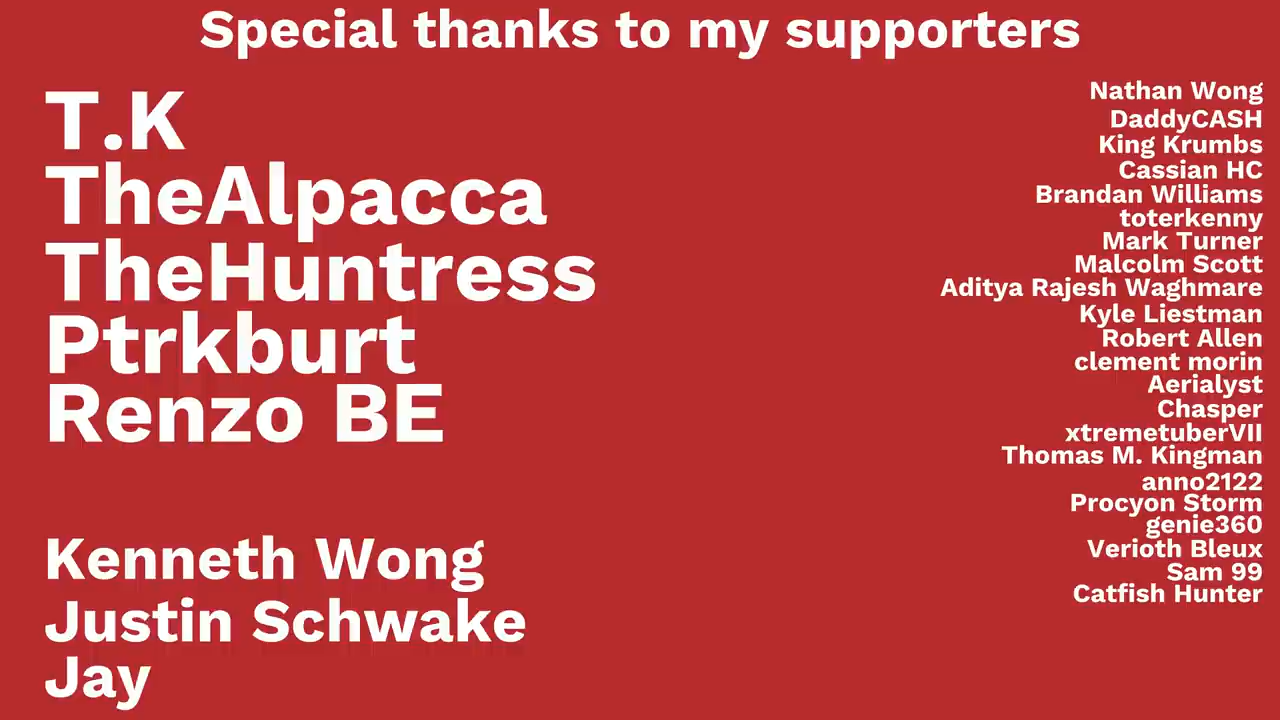 Special thanks to my supporters
T.K
TheAlpacca
TheHuntress
Ptrkburt
Renzo BE
Kenneth Wong
Justin Schwake
Jay
Nathan Wong
DaddyCASH
King Krumbs
Cassian HC
Brandan Williams
toterkenny
Mark Turner
Malcolm Scott
Aditya Rajesh Waghmare
Kyle Liestman
Robert Allen
clement morin
Aerialyst
Chasper
xtremetuberVII
Thomas M. Kingman
anno2122
Procyon Storm
genie360
Verioth Bleux
Sam 99
Catfish Hunter